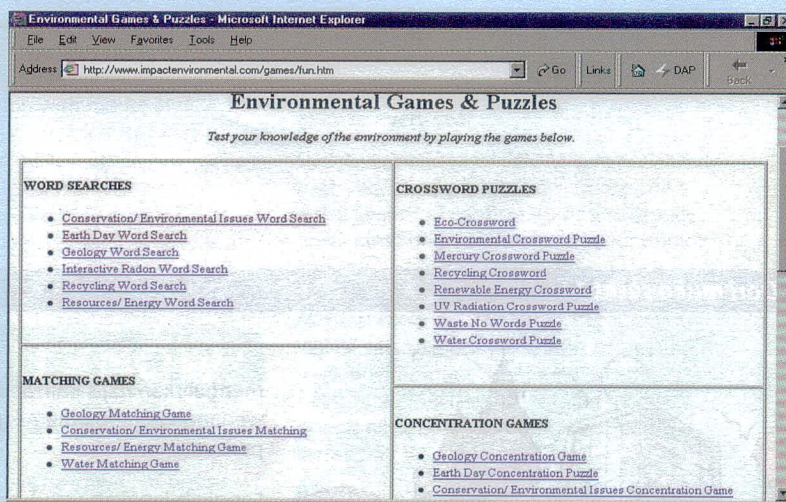 Environmental Games & Puzzles - Microsoft Internet Explorer
File Edit View Favorites Tools Help
Address http://www.impactenvironmental.com/games/fun.htm Go Links DAP Back
Environmental Games & Puzzles
Test your knowledge of the environment by playing the games below.
WORD SEARCHES
Conservation/ Environmental Issues Word Search
Earth Day Word Search
Geology Word Search
Interactive Radon Word Search
Recycling Word Search
Resources/ Energy Word Search
CROSSWORD PUZZLES
Eco-Crossword
Environmental Crossword Puzzle
Mercury Crossword Puzzle
Recycling Crossword
Renewable Energy Crossword
UV Radiation Crossword Puzzle
Waste No Words Puzzle
Water Crossword Puzzle
MATCHING GAMES
Geology Matching Game
Conservation/ Environmental Issues Matching
Resources/ Energy Matching Game
Water Matching Game
CONCENTRATION GAMES
Geology Concentration Game
Earth Day Concentration Puzzle
Conservation/ Environmental Issues Concentration Game